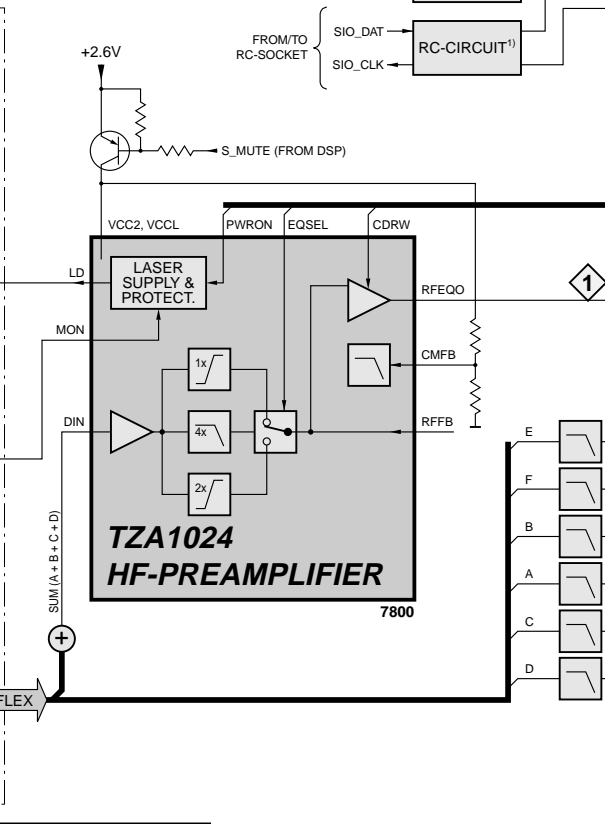 FROM/TO
RC-SOCKET
SIO_DAT
SIO_CLK
RC-CIRCUIT1)
+2.6V
S_MUTE (FROM DSP)
VCC2, VCCL
PWRON
EQSEL
CDRW
LD
LASER
SUPPLY &
PROTECT.
RFEQO
1
MON
CMFB
1x
DIN
4x
RFFB
2x
E
F
B
A
C
D
TZA1024
HF-PREAMPLIFIER
7800
SUM (A + B + C + D)
+
FLEX